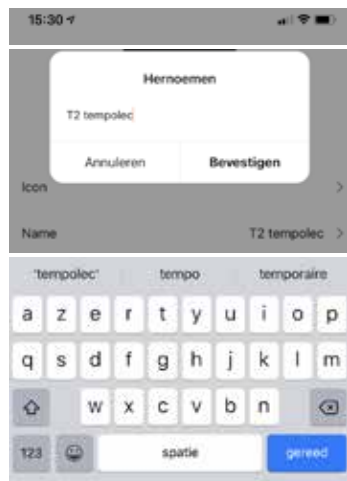 15:30
Hernoemen
T2 tempolec
Annuleren Bevestigen
Icon
Name T2 tempolec
"tempolec" tempo temporaire
a z e r t y u i o p
q s d f g h j k l m
w x c v b n
123 spatie gereed